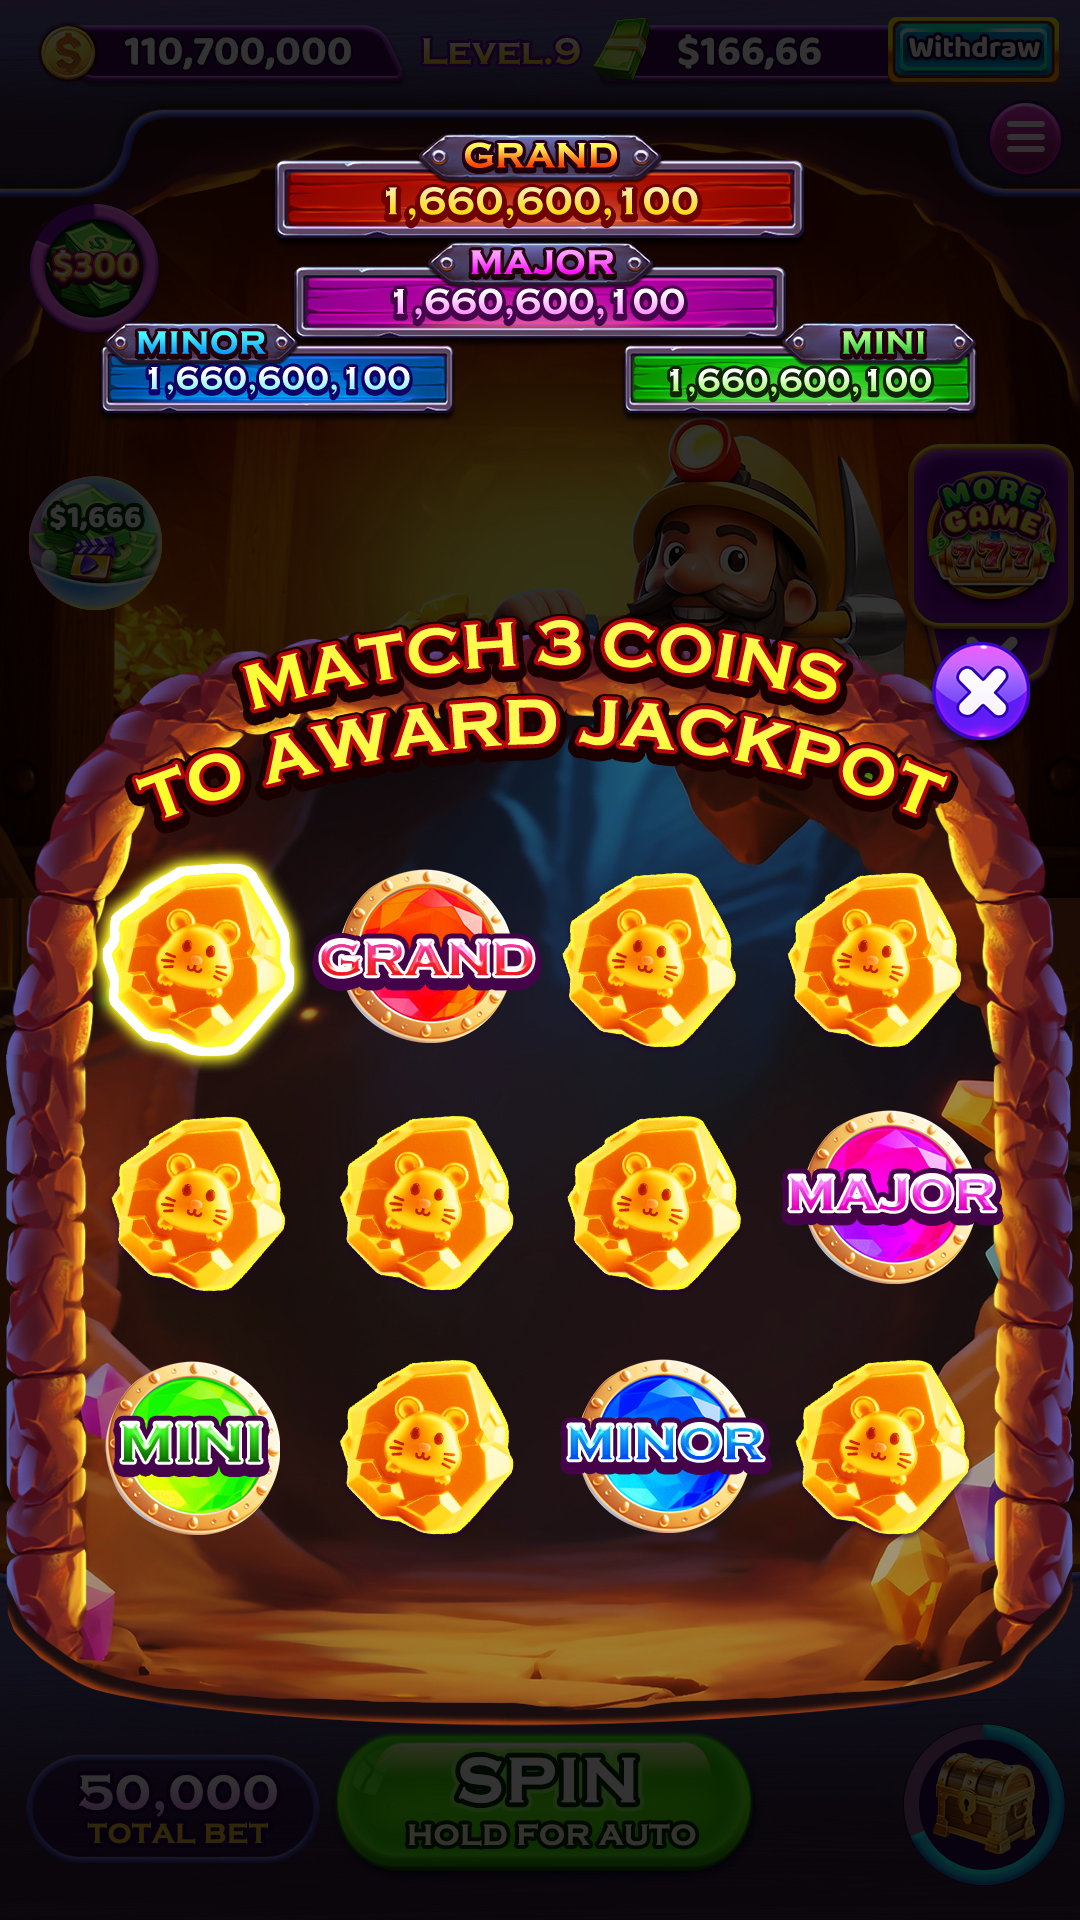 110,700,000 LEVEL.9 $166,66 Withdraw
GRAND
1,660,600,100
$300
MAJOR
1,660,600,100
MINOR
1,660,600,100
MINI
1,660,600,100
$1,666
MORE
GAME
777
MATCH 3 COINS
TO AWARD JACKPOT
GRAND
MAJOR
MINI
MINOR
50,000
TOTAL BET
SPIN
HOLD FOR AUTO